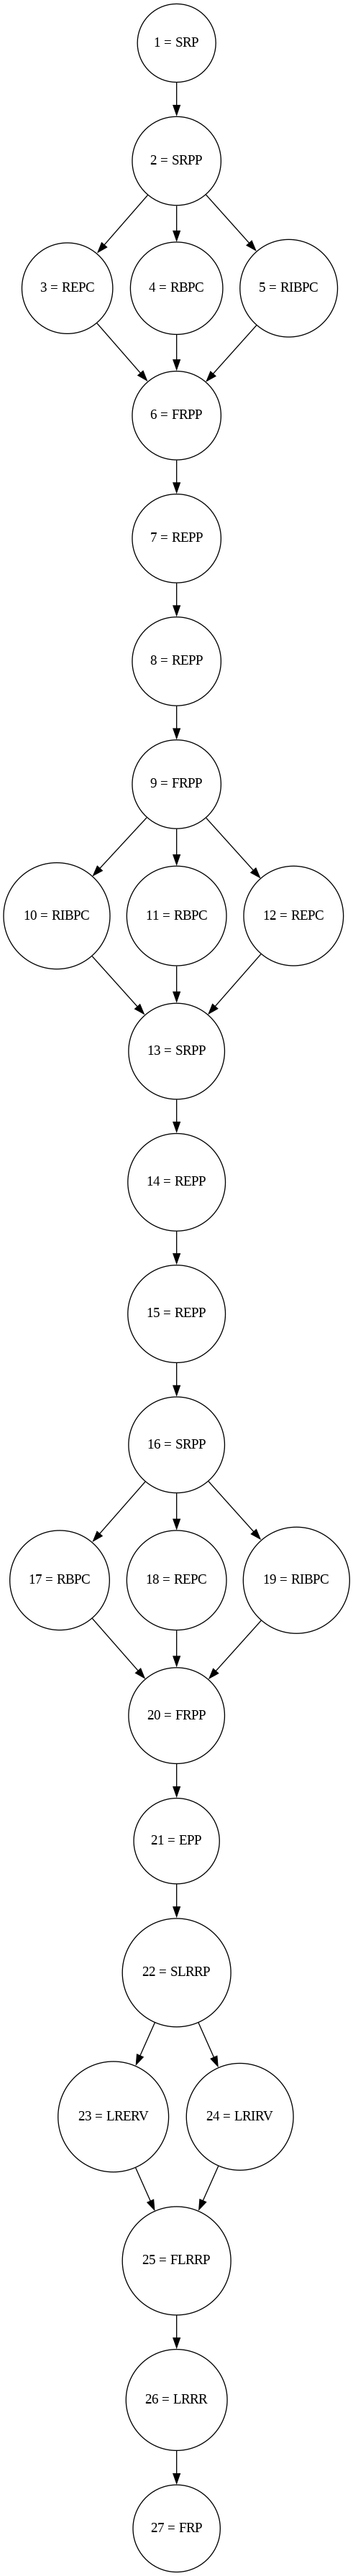 1 = SRP
2 = SRPP
3 = REPC
4 = RBPC
5 = RIBPC
6 = FRPP
7 = REPP
8 = REPP
9 = FRPP
10 = RIBPC
11 = RBPC
12 = REPC
13 = SRPP
14 = REPP
15 = REPP
16 = SRPP
17 = RBPC
18 = REPC
19 = RIBPC
20 = FRPP
21 = EPP
22 = SLRRP
23 = LRERV
24 = LRIRV
25 = FLRRP
26 = LRRR
27 = FRP